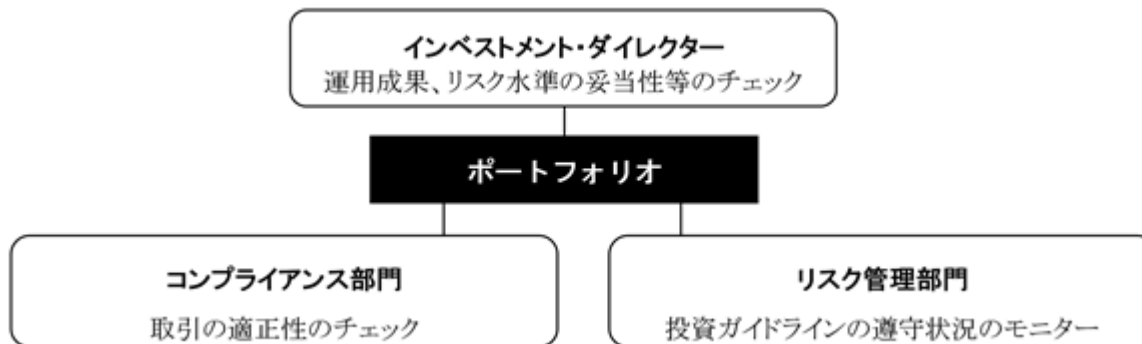 インベストメント・ダイレクター
運用成果、リスク水準の妥当性等のチェック
ポートフォリオ
コンプライアンス部門
取引の適正性のチェック
リスク管理部門
投資ガイドラインの遵守状況のモニター